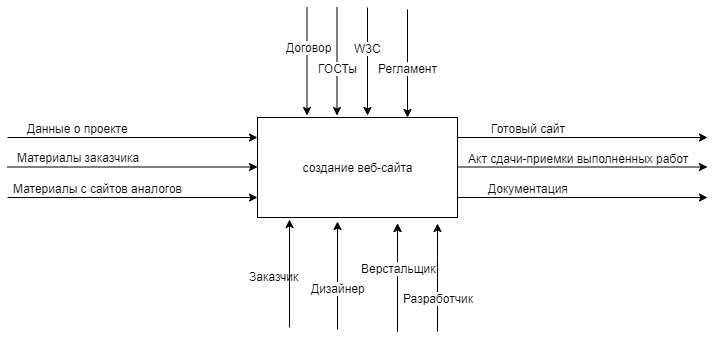 Договор
W3C
ГОСТы
Регламент
Данные о проекте
Готовый сайт
Материалы заказчика
создание веб-сайта
Акт сдачи-приемки выполненных работ
Материалы с сайтов аналогов
Документация
Заказчик
Верстальщик
Дизайнер
Разработчик